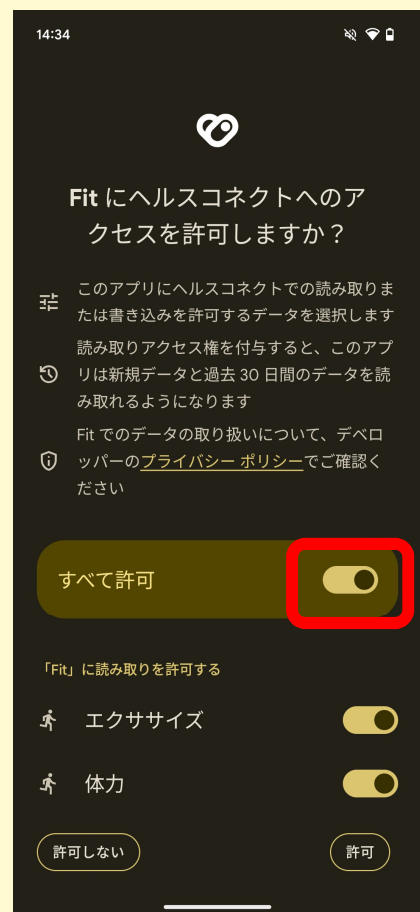 14:34
Fit にヘルスコネクトへのア
クセスを許可しますか？
このアプリにヘルスコネクトでの読み取りま
たは書き込みを許可するデータを選択します
読み取りアクセス権を付与すると、このアプ
リは新規データと過去 30 日間のデータを読
み取れるようになります
Fit でのデータの取り扱いについて、デベロ
ッパーのプライバシー ポリシーでご確認く
ださい
すべて許可
「Fit」に読み取りを許可する
エクササイズ
体力
許可しない
許可